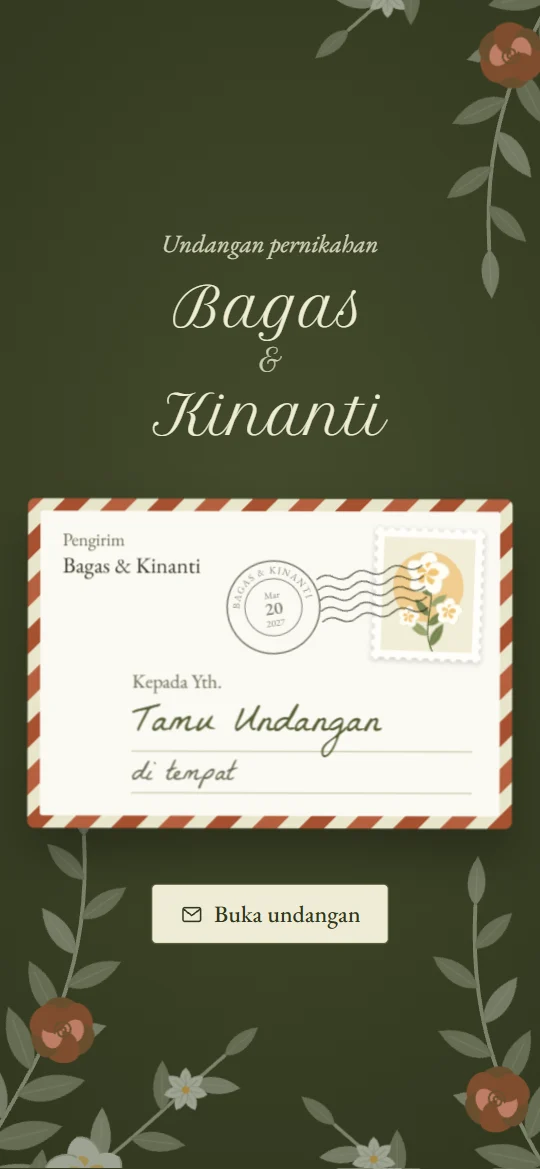 Undangan pernikahan
Bagas
&
Kinanti
Pengirim
Bagas & Kinanti
BAGAS & KINANTI
Mar
20
2027
Kepada Yth.
Tamu Undangan
di tempat
Buka undangan